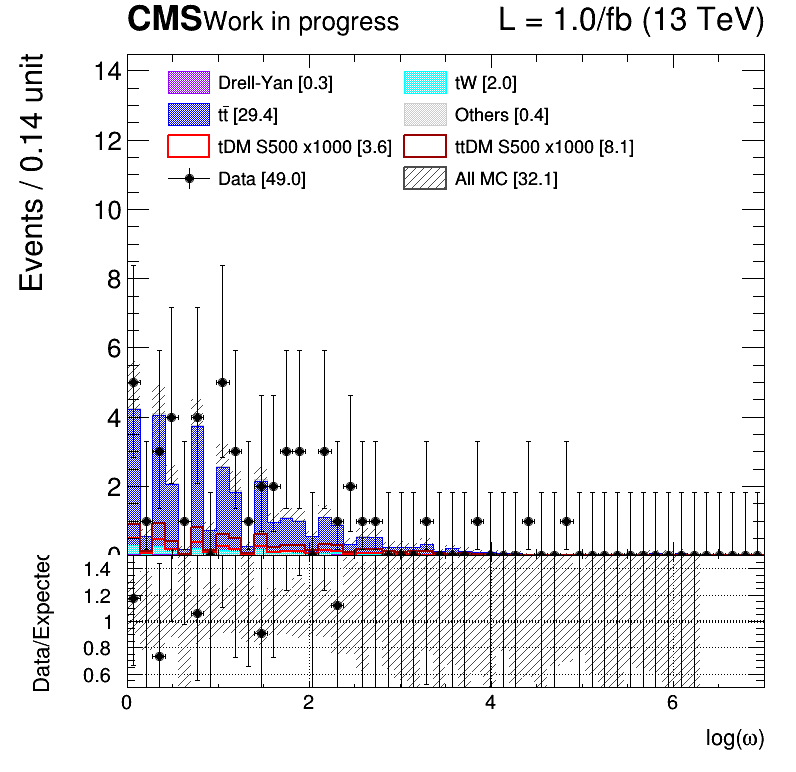 CMS Work in progress L = 1.0/fb (13 TeV)
Events / 0.14 unit
14
12
10
8
6
4
2
0
Drell-Yan [0.3] tW [2.0]
tt̄ [29.4] Others [0.4]
tDM S500 x1000 [3.6] ttDM S500 x1000 [8.1]
Data [49.0] All MC [32.1]
Data/Expected
1.4
1.2
1
0.8
0.6
0 2 4 6
log(ω)